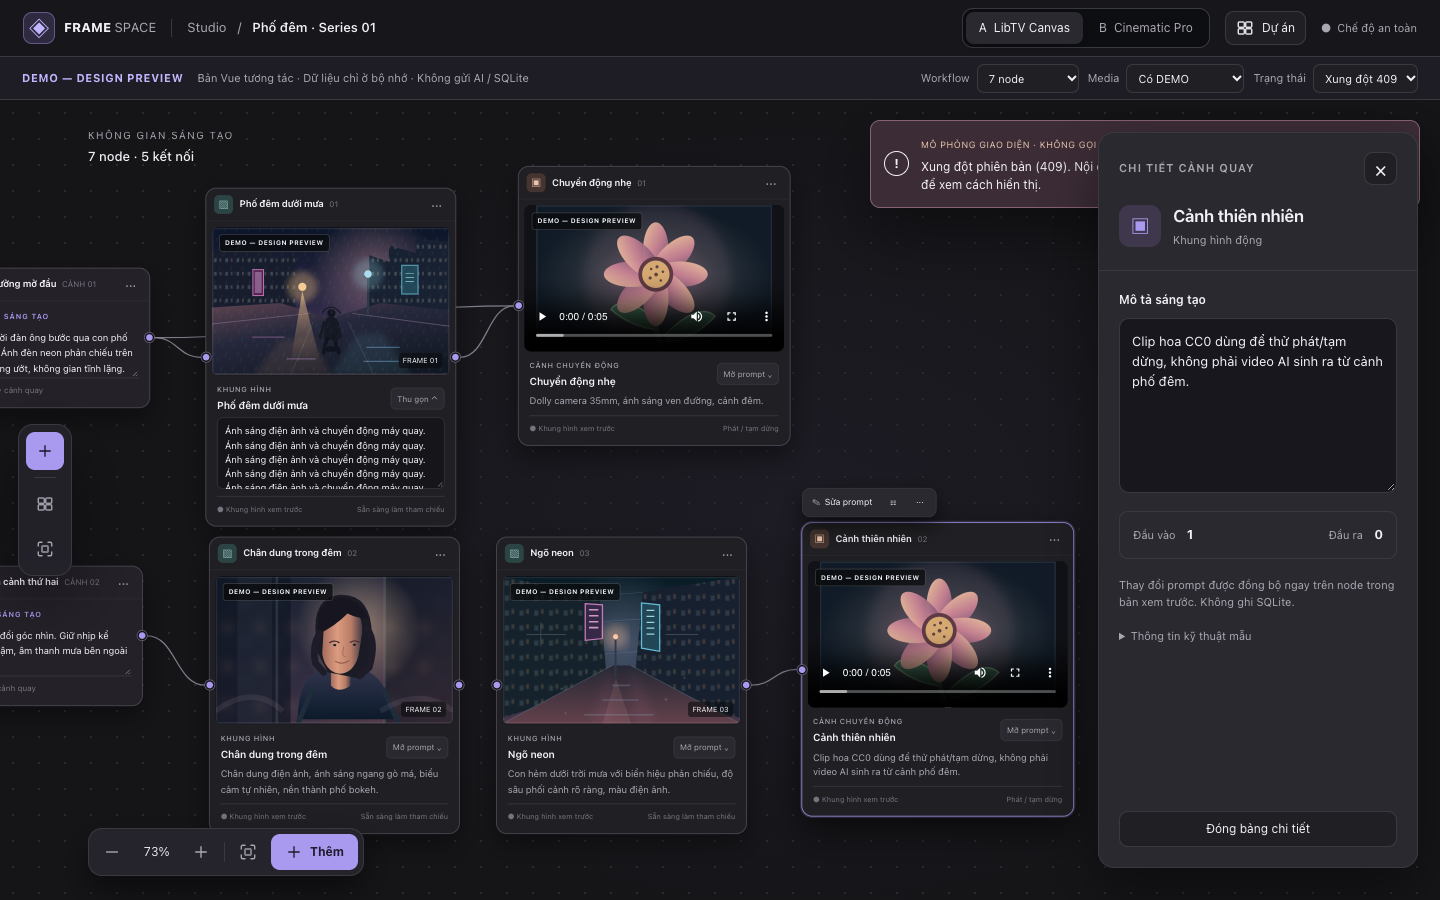 FRAME SPACE
Studio / Phố đêm · Series 01
A LibTV Canvas
B Cinematic Pro
Dự án
Chế độ an toàn
DEMO — DESIGN PREVIEW
Bản Vue tương tác · Dữ liệu chỉ ở bộ nhớ · Không gửi AI / SQLite
Workflow
7 node
Media
Có DEMO
Trạng thái
Xung đột 409
KHÔNG GIAN SÁNG TẠO
7 node · 5 kết nối
MÔ PHỎNG GIAO DIỆN · KHÔNG GỌI
Xung đột phiên bản (409). Nội
để xem cách hiển thị.
mở đầu CẢNH 01
SÁNG TẠO
đàn ông bước qua con phố
Ánh đèn neon phản chiếu trên
ướt, không gian tĩnh lặng.
cảnh quay
Phố đêm dưới mưa 01
DEMO — DESIGN PREVIEW
FRAME 01
KHUNG HÌNH
Phố đêm dưới mưa
Thu gọn
Ánh sáng điện ảnh và chuyển động máy quay.
Ánh sáng điện ảnh và chuyển động máy quay.
Ánh sáng điện ảnh và chuyển động máy quay.
Ánh sáng điện ảnh và chuyển động máy quay.
Ánh sáng điện ảnh và chuyển động máy quay.
Khung hình xem trước
Sẵn sàng làm tham chiếu
Chuyển động nhẹ 01
DEMO — DESIGN PREVIEW
0:00 / 0:05
CẢNH CHUYỂN ĐỘNG
Chuyển động nhẹ
Mở prompt
Dolly camera 35mm, ánh sáng ven đường, cảnh đêm.
Khung hình xem trước
Phát / tạm dừng
cảnh thứ hai CẢNH 02
SÁNG TẠO
đổi góc nhìn. Giữ nhịp kể
âm thanh mưa bên ngoài
cảnh quay
Chân dung trong đêm 02
DEMO — DESIGN PREVIEW
FRAME 02
KHUNG HÌNH
Chân dung trong đêm
Mở prompt
Chân dung điện ảnh, ánh sáng ngang gò má, biểu
cảm tự nhiên, nền thành phố bokeh.
Khung hình xem trước
Sẵn sàng làm tham chiếu
Ngõ neon 03
DEMO — DESIGN PREVIEW
FRAME 03
KHUNG HÌNH
Ngõ neon
Mở prompt
Con hẻm dưới trời mưa với biển hiệu phản chiếu, độ
sâu phối cảnh rõ ràng, màu điện ảnh.
Khung hình xem trước
Sẵn sàng làm tham chiếu
Sửa prompt
Cảnh thiên nhiên 02
DEMO — DESIGN PREVIEW
0:00 / 0:05
CẢNH CHUYỂN ĐỘNG
Cảnh thiên nhiên
Mở prompt
Clip hoa CC0 dùng để thử phát/tạm dừng, không phải
video AI sinh ra từ cảnh phố đêm.
Khung hình xem trước
Phát / tạm dừng
73%
Thêm
CHI TIẾT CẢNH QUAY
Cảnh thiên nhiên
Khung hình động
Mô tả sáng tạo
Clip hoa CC0 dùng để thử phát/tạm
dừng, không phải video AI sinh ra từ cảnh
phố đêm.
Đầu vào 1
Đầu ra 0
Thay đổi prompt được đồng bộ ngay trên node trong
bản xem trước. Không ghi SQLite.
Thông tin kỹ thuật mẫu
Đóng bảng chi tiết